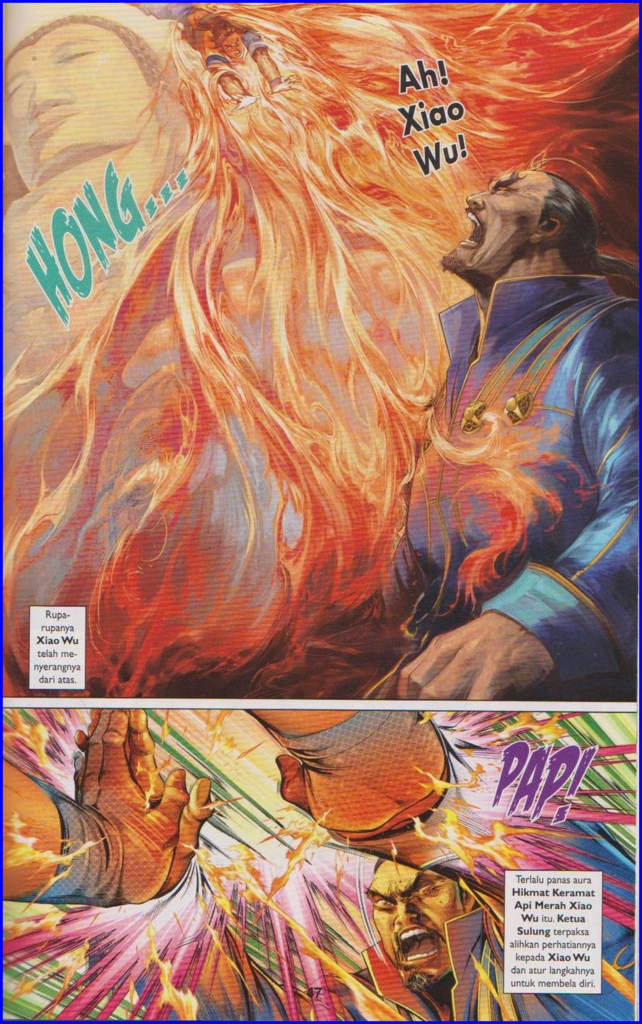 Ah!
Xiao
Wu!
HONG...
Rupa-
rupanya
Xiao Wu
telah me-
nyerangnya
dari atas.
PAP!
Terlalu panas aura
Hikmat Keramat
Api Merah Xiao
Wu itu. Ketua
Sulung terpaksa
alihkan perhatiannya
kepada Xiao Wu
dan atur langkahnya
untuk membela diri.
47